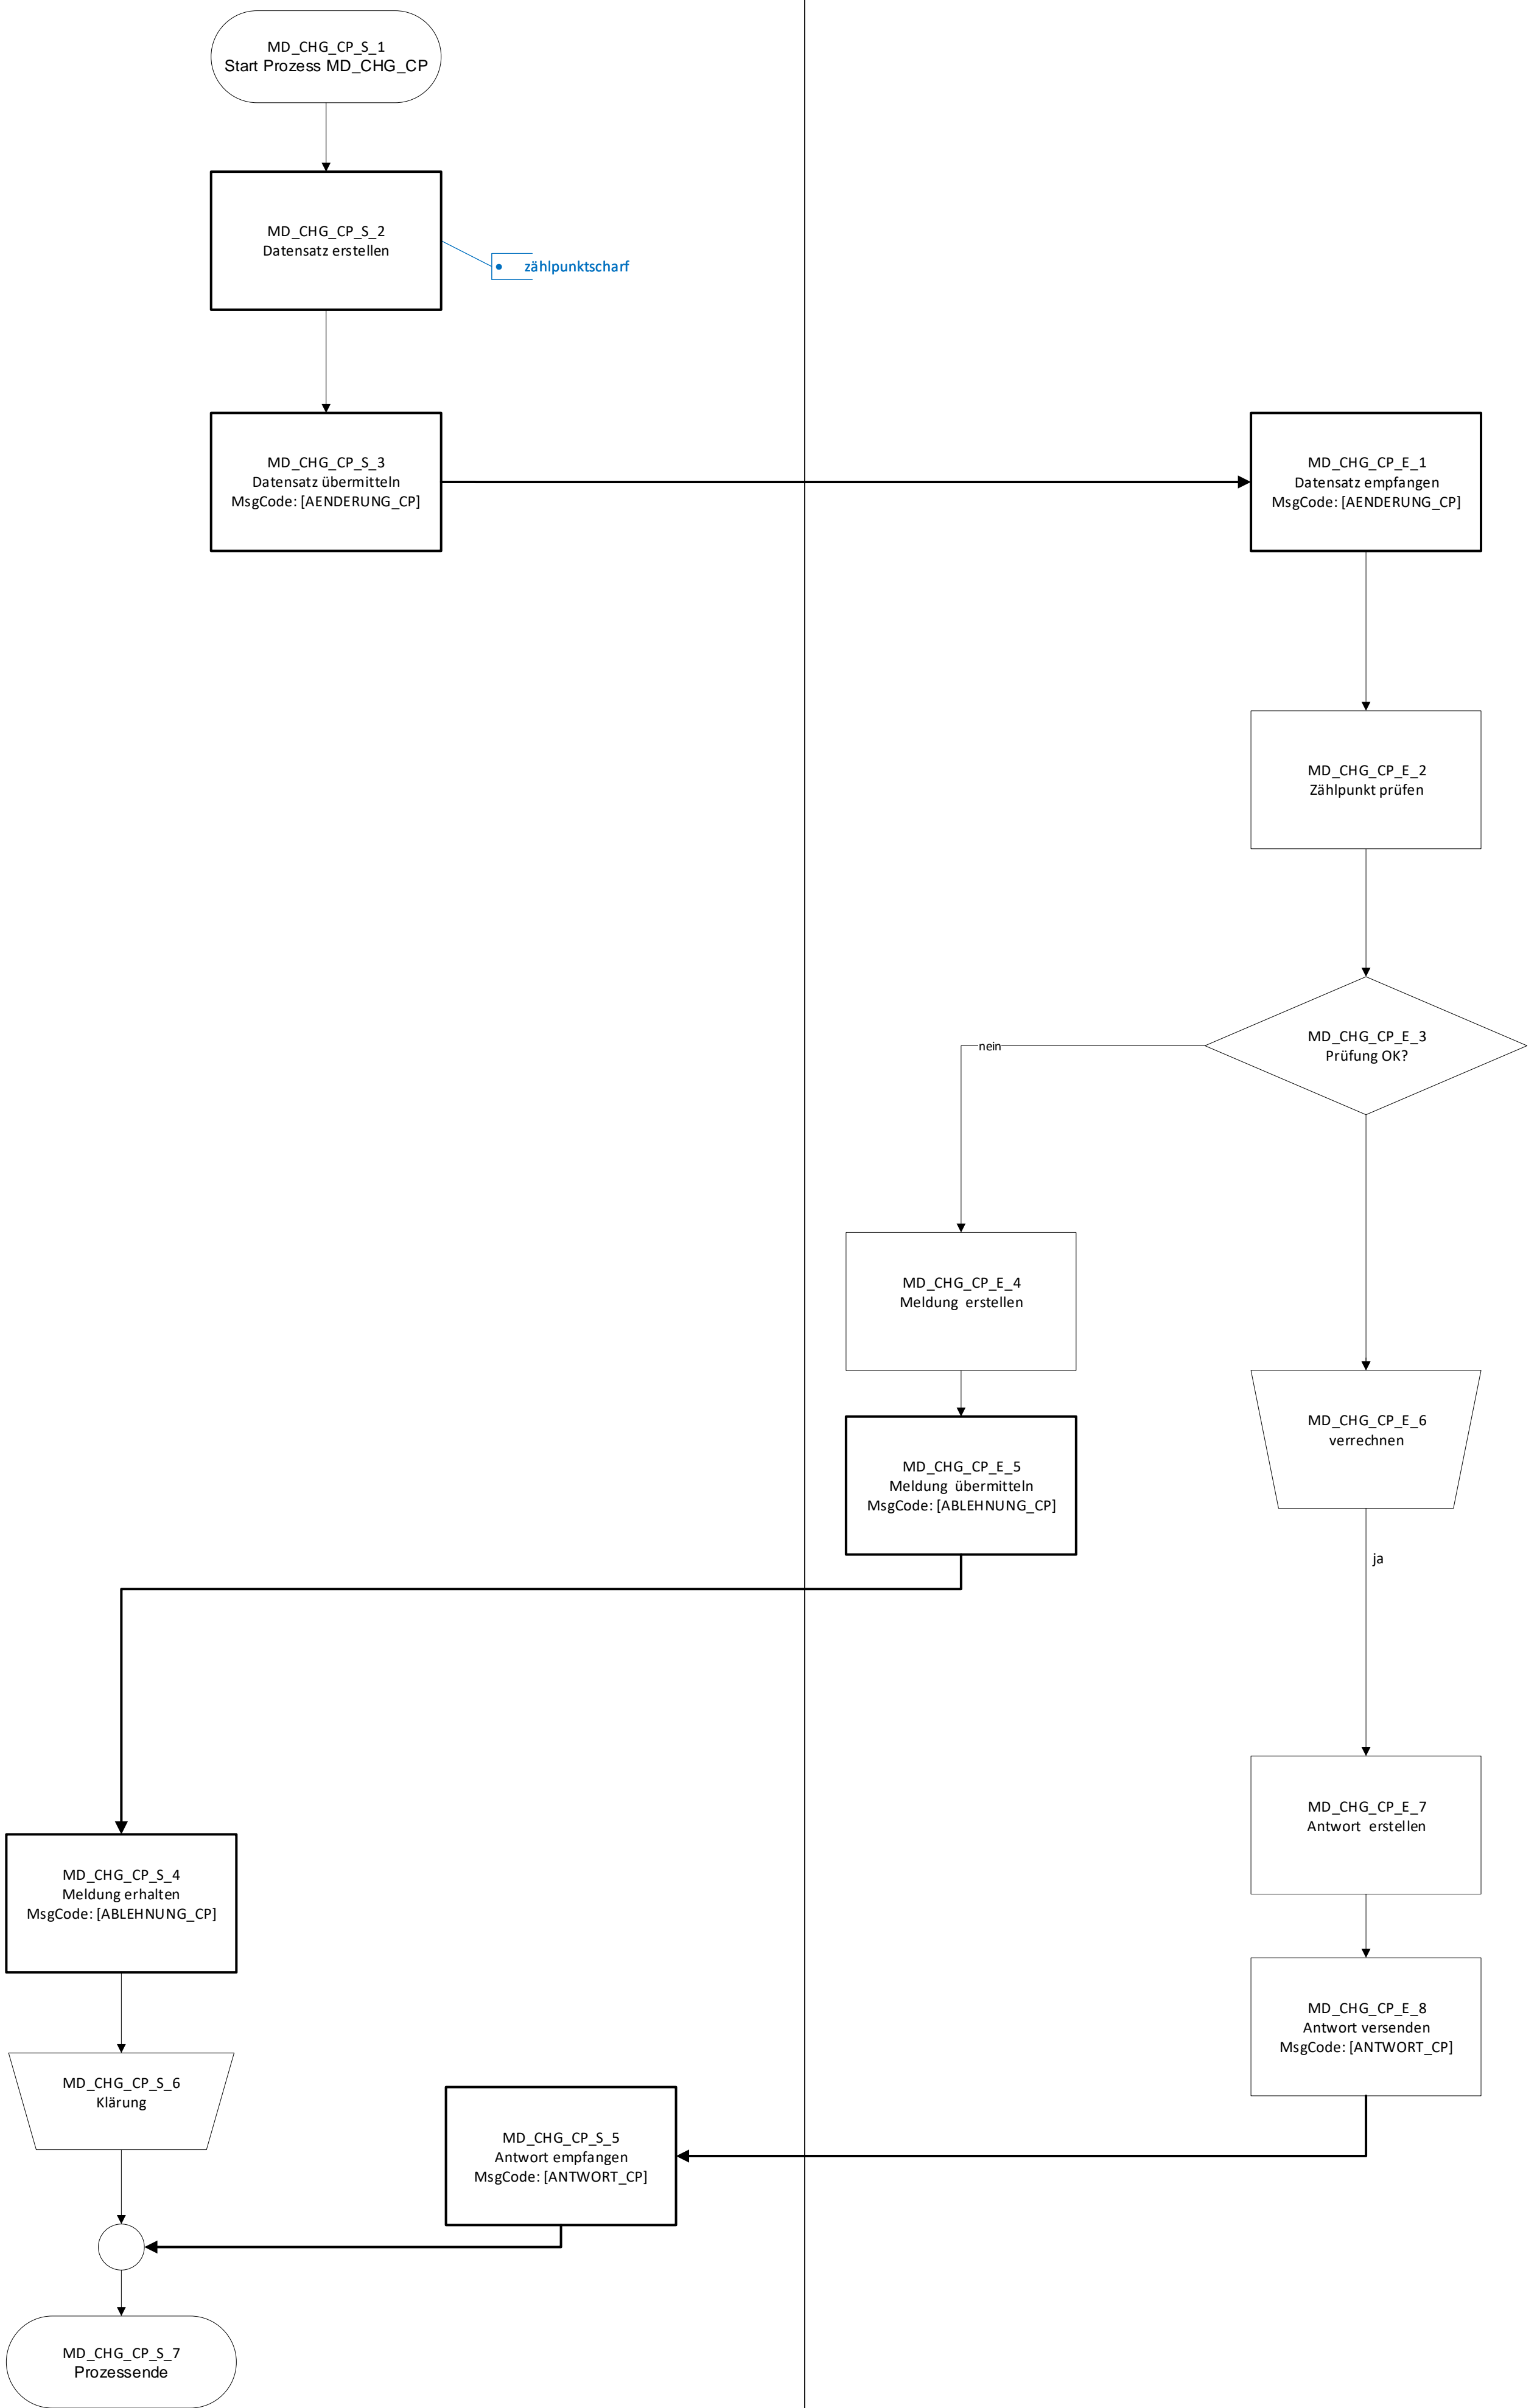 MD_CHG_CP_S_1
Start Prozess MD_CHG_CP
MD_CHG_CP_S_2
Datensatz erstellen
zählpunktscharf
MD_CHG_CP_S_3
Datensatz übermitteln
MsgCode: [AENDERUNG_CP]
MD_CHG_CP_E_1
Datensatz empfangen
MsgCode: [AENDERUNG_CP]
MD_CHG_CP_E_2
Zählpunkt prüfen
MD_CHG_CP_E_3
Prüfung OK?
nein
MD_CHG_CP_E_4
Meldung erstellen
MD_CHG_CP_E_6
verrechnen
MD_CHG_CP_E_5
Meldung übermitteln
MsgCode: [ABLEHNUNG_CP]
ja
MD_CHG_CP_E_7
Antwort erstellen
MD_CHG_CP_S_4
Meldung erhalten
MsgCode: [ABLEHNUNG_CP]
MD_CHG_CP_E_8
Antwort versenden
MsgCode: [ANTWORT_CP]
MD_CHG_CP_S_6
Klärung
MD_CHG_CP_S_5
Antwort empfangen
MsgCode: [ANTWORT_CP]
MD_CHG_CP_S_7
Prozessende